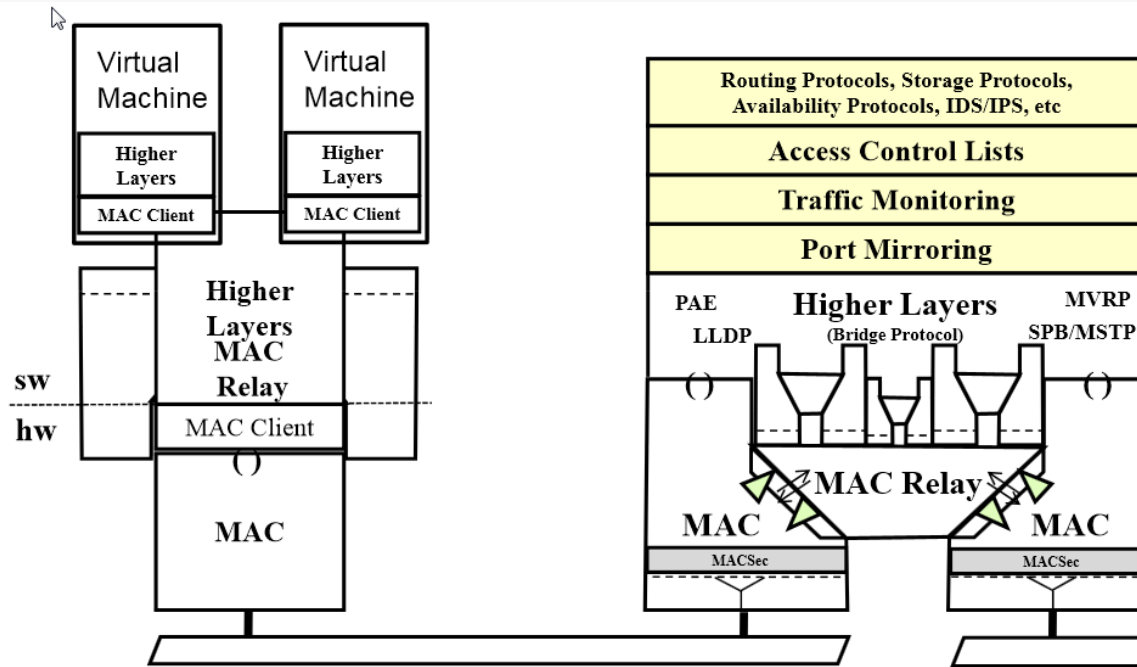 Virtual
Machine
Higher
Layers
MAC Client
Virtual
Machine
Higher
Layers
MAC Client
Higher
Layers
MAC
Relay
sw
hw
MAC Client
( )
MAC
Routing Protocols, Storage Protocols,
Availability Protocols, IDS/IPS, etc
Access Control Lists
Traffic Monitoring
Port Mirroring
PAE
LLDP
Higher Layers
(Bridge Protocol)
MVRP
SPB/MSTP
( )
( )
MAC Relay
MAC
MAC
MACSec
MACSec